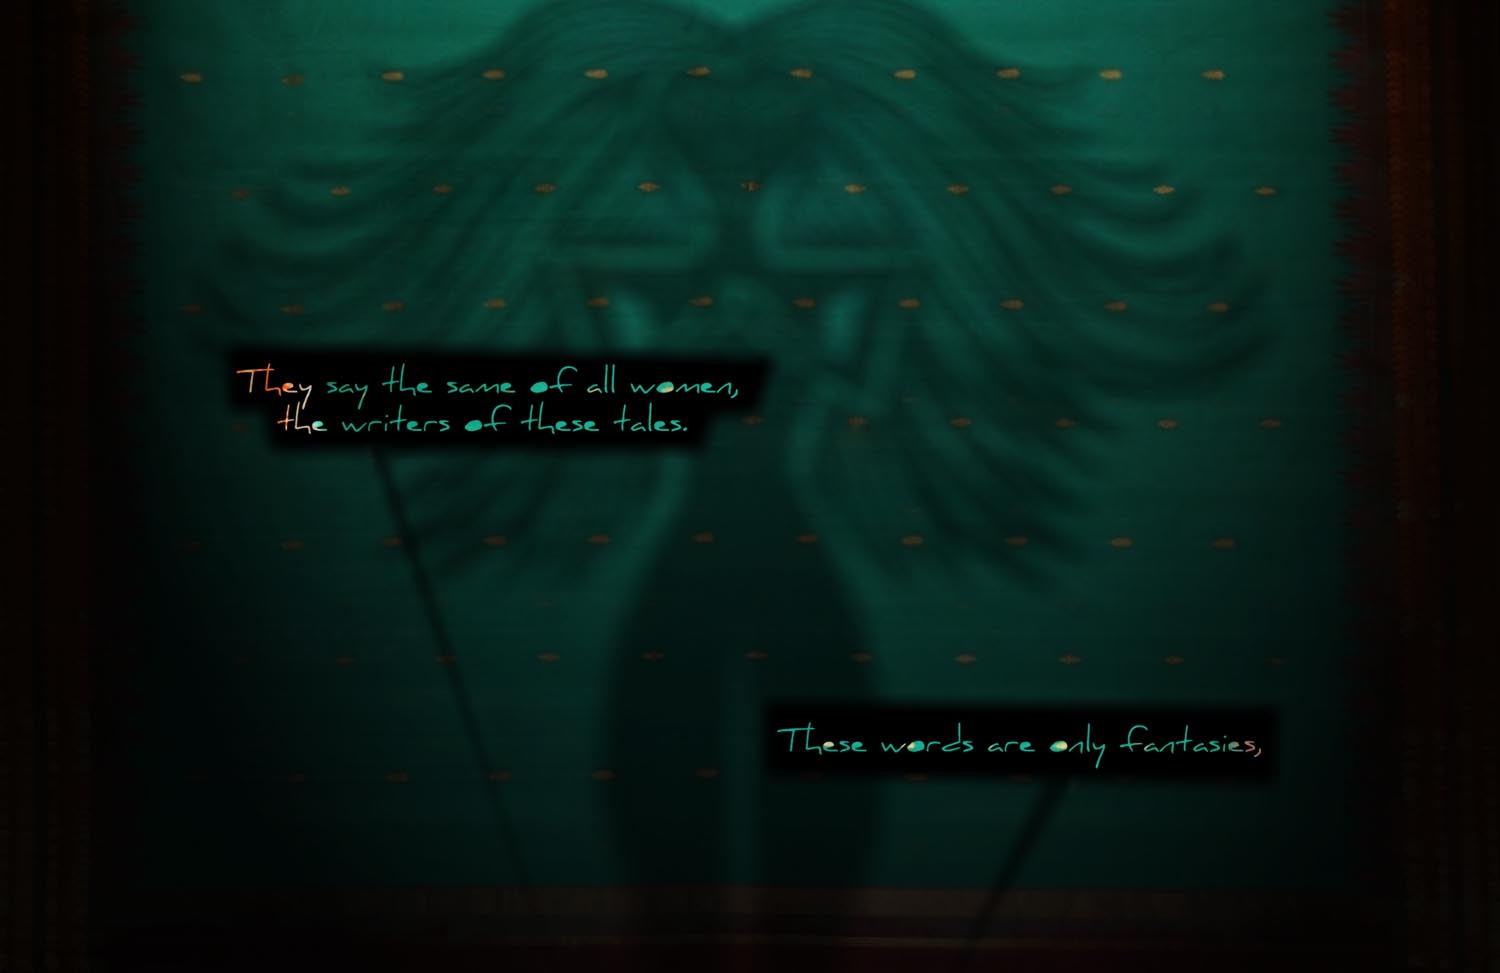 They say the same of all women,
the writers of these tales.
These words are only fantasies,